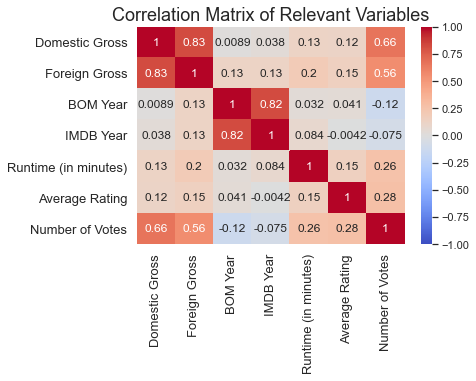 Correlation Matrix of Relevant Variables
Domestic Gross 1 0.83 0.0089 0.038 0.13 0.12 0.66
Foreign Gross 0.83 1 0.13 0.13 0.2 0.15 0.56
BOM Year 0.0089 0.13 1 0.82 0.032 0.041 -0.12
IMDB Year 0.038 0.13 0.82 1 0.084 -0.0042 -0.075
Runtime (in minutes) 0.13 0.2 0.032 0.084 1 0.15 0.26
Average Rating 0.12 0.15 0.041 -0.0042 0.15 1 0.28
Number of Votes 0.66 0.56 -0.12 -0.075 0.26 0.28 1
Domestic Gross
Foreign Gross
BOM Year
IMDB Year
Runtime (in minutes)
Average Rating
Number of Votes
1.00
0.75
0.50
0.25
0.00
−0.25
−0.50
−0.75
−1.00